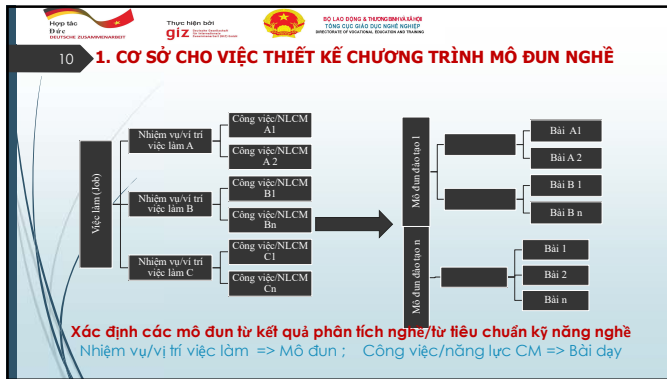 Hợp tác
Đức
DEUTSCHE ZUSAMMENARBEIT
Thực hiện bởi
giz
BỘ LAO ĐỘNG & THƯƠNG BINH VÀ XÃ HỘI
TỔNG CỤC GIÁO DỤC NGHỀ NGHIỆP
DIRECTORATE OF VOCATIONAL EDUCATION AND TRAINING
10
1. CƠ SỞ CHO VIỆC THIẾT KẾ CHƯƠNG TRÌNH MÔ ĐUN NGHỀ
Việc làm (Job)
Nhiệm vụ/ví trí
việc làm A
Công việc/NLCM
A1
Công việc/NLCM
A 2
Nhiệm vụ/ví trí
việc làm B
Công việc/NLCM
B1
Công việc/NLCM
Bn
Nhiệm vụ/ví trí
việc làm C
Công việc/NLCM
C1
Công việc/NLCM
Cn
Mô đun đào tạo 1
Bài A1
Bài A 2
Bài B 1
Bài B n
Mô đun đào tạo n
Bài 1
Bài 2
Bài n
Xác định các mô đun từ kết quả phân tích nghề/từ tiêu chuẩn kỹ năng nghề
Nhiệm vụ/vị trí việc làm => Mô đun ; Công việc/năng lực CM => Bài dạy